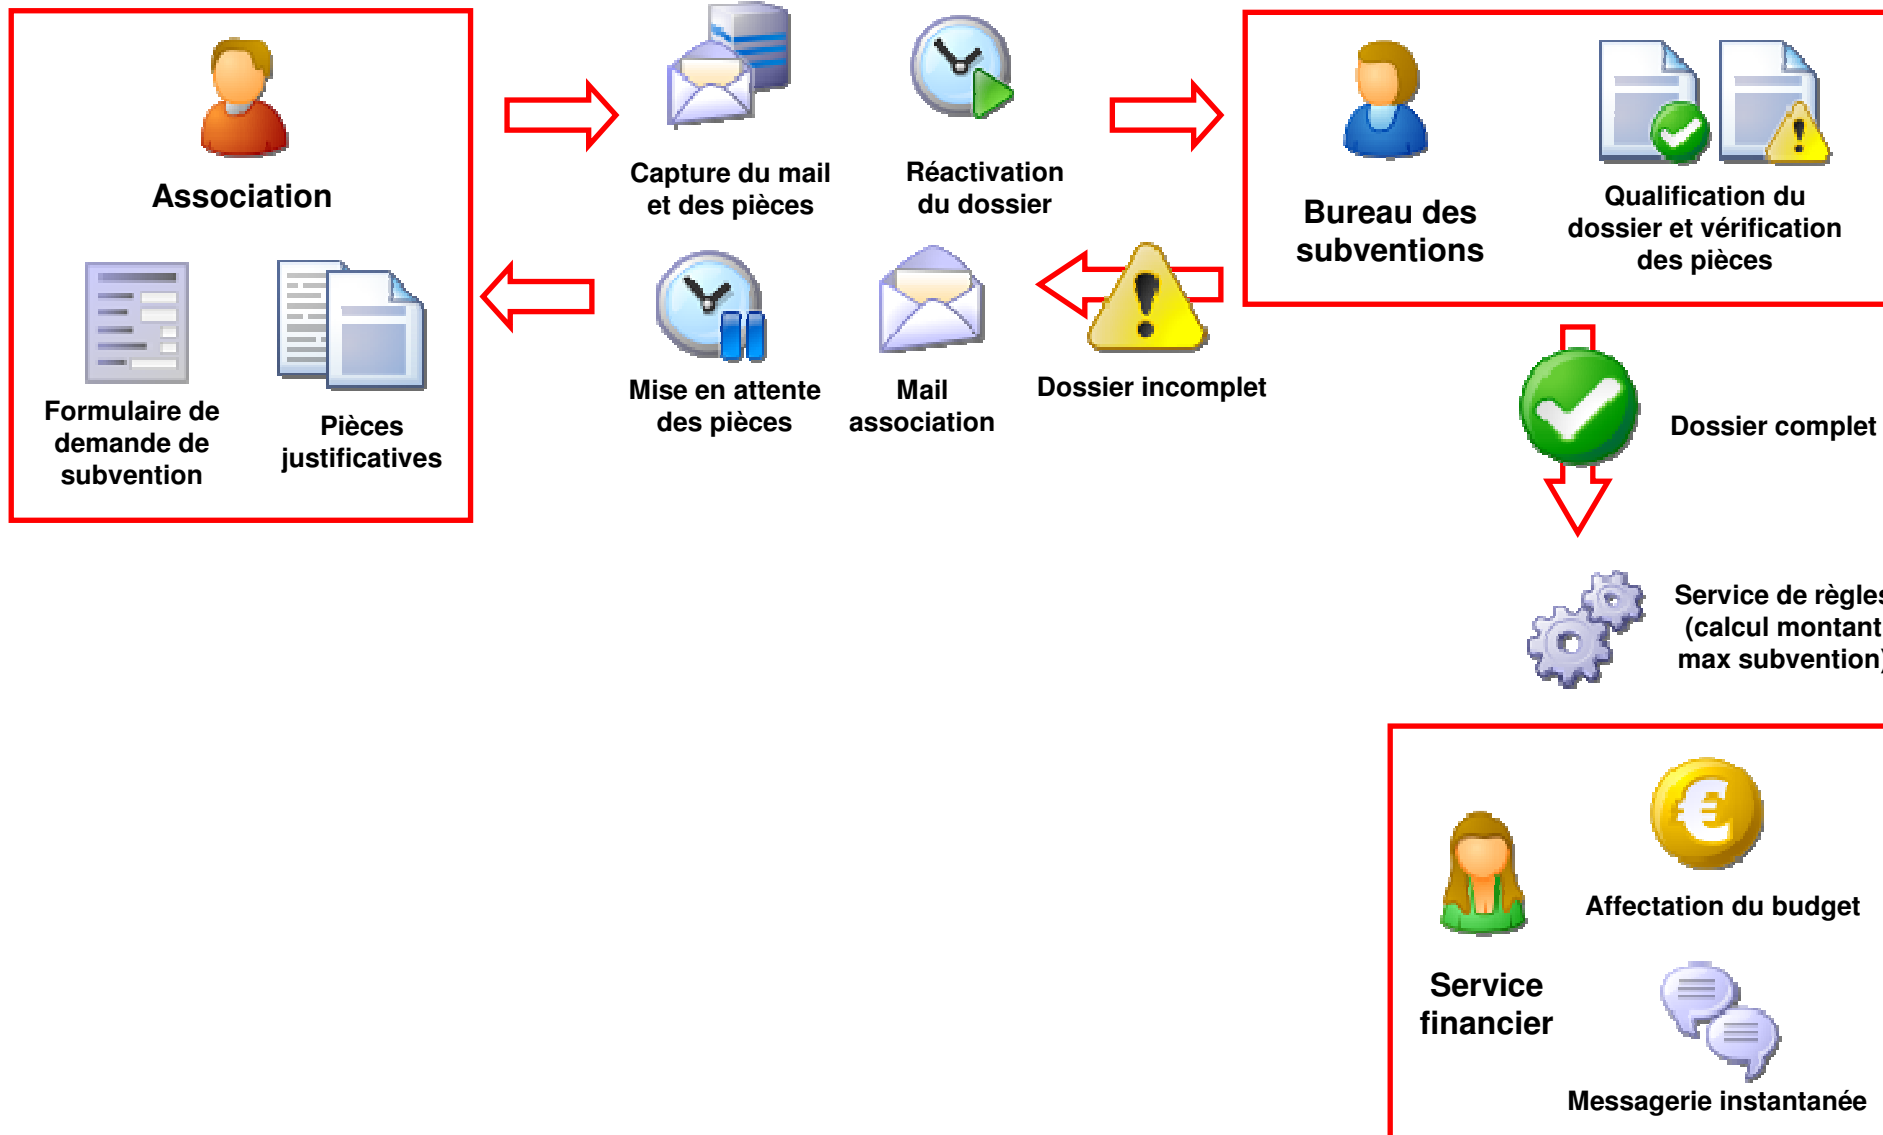 Association
Formulaire de
demande de
subvention
Pièces
justificatives
Capture du mail
et des pièces
Réactivation
du dossier
Mise en attente
des pièces
Mail
association
Dossier incomplet
Bureau des
subventions
Qualification du
dossier et vérification
des pièces
Dossier complet
Service de règles
(calcul montant
max subvention)
Service
financier
Affectation du budget
Messagerie instantanée